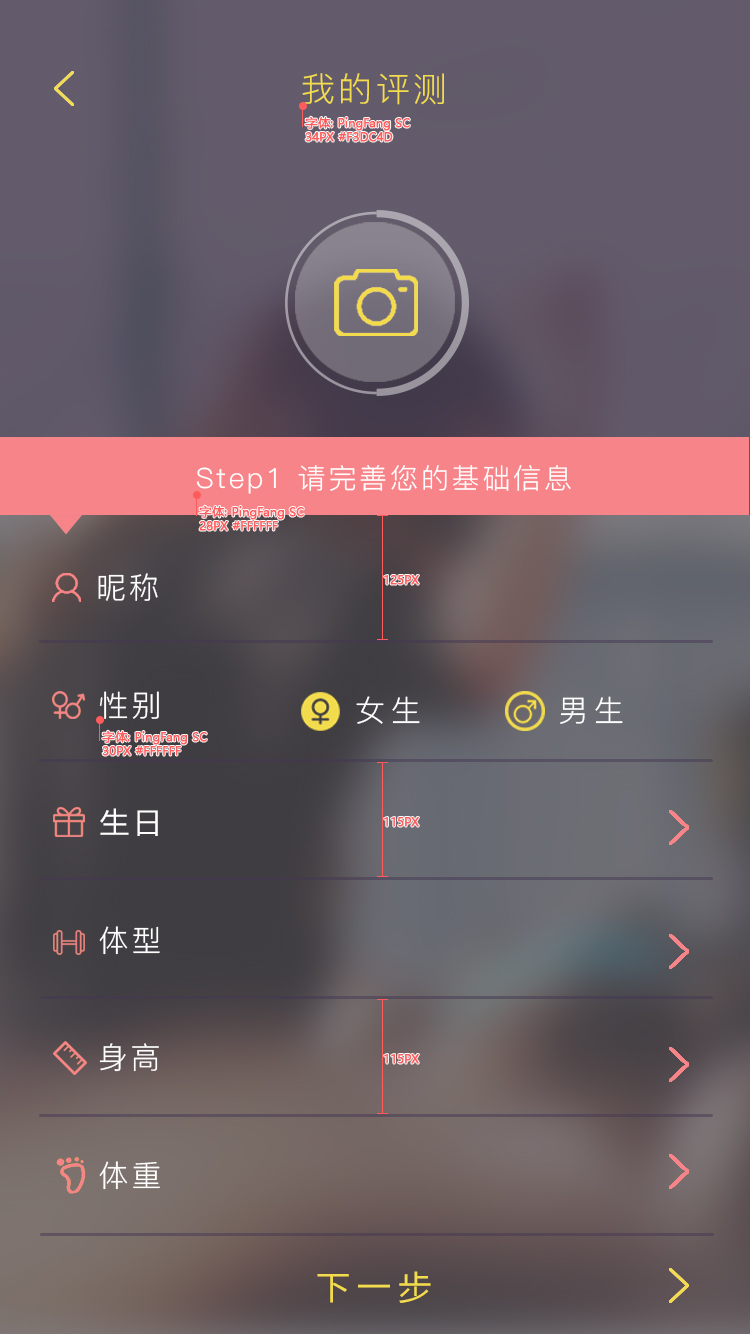 我的评测
字体: PingFang SC
34PX #F3DC4D
Step1 请完善您的基础信息
字体: PingFang SC
28PX #FFFFFF
125PX
昵称
性别 女生 男生
字体: PingFang SC
30PX #FFFFFF
生日
115PX
体型
身高
115PX
体重
下一步